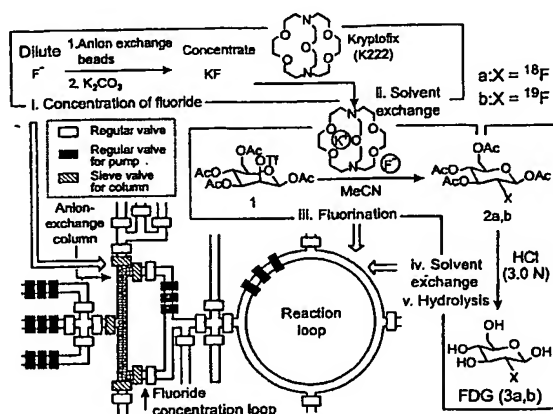 Dilute
F⁻
1.Anion exchange
beads
2. K₂CO₃
Concentrate
KF
Kryptofix
(K222)
a:X = ¹⁸F
b:X = ¹⁹F
i. Concentration of fluoride
ii. Solvent
exchange
Regular valve
Regular valve
for pump
Sieve valve
for column
AcO
AcO
AcO
OTf
OAc
1
K⁺
F⁻
MeCN
OAc
AcO
AcO
OAc
X
2a,b
iii. Fluorination
Anion-
exchange
column
iv. Solvent
exchange
v. Hydrolysis
HCl
(3.0 N)
Reaction
loop
OH
HO
HO
OH
X
FDG (3a,b)
Fluoride
concentration loop